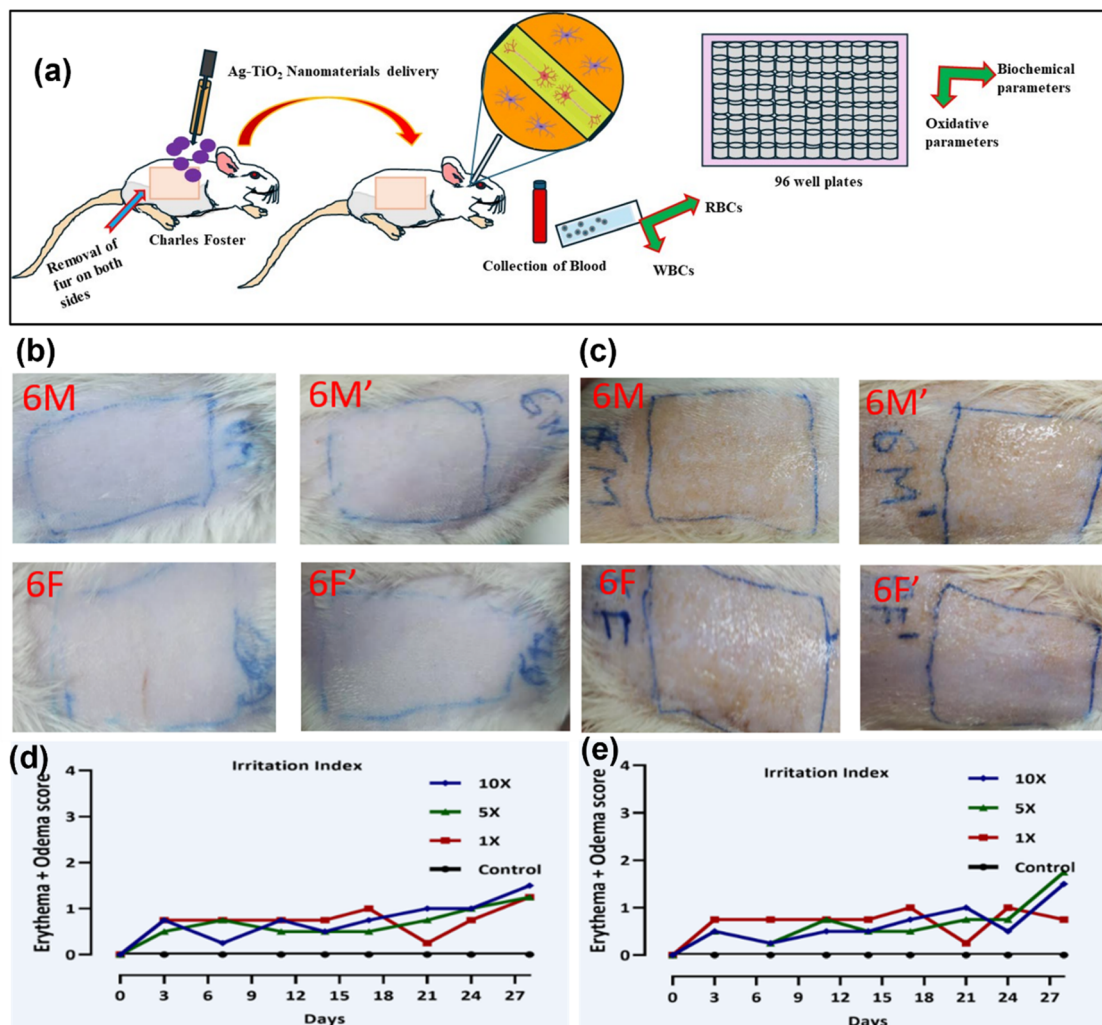 (a)
Ag-TiO₂ Nanomaterials delivery
Removal of
fur on both
sides
Charles Foster
Collection of Blood
RBCs
WBCs
96 well plates
Biochemical
parameters
Oxidative
parameters
(b)
6M
6M'
6F
6F'
(c)
6M
6M
6M'
6M'
6F
6F'
F'
(d)
Irritation Index
Erythema + Odema score
4
3
2
1
0
10X
5X
1X
Control
0 3 6 9 12 15 18 21 24 27
Days
(e)
Irritation Index
Erythema + Odema score
4
3
2
1
0
10X
5X
1X
Control
0 3 6 9 12 15 18 21 24 27
Days